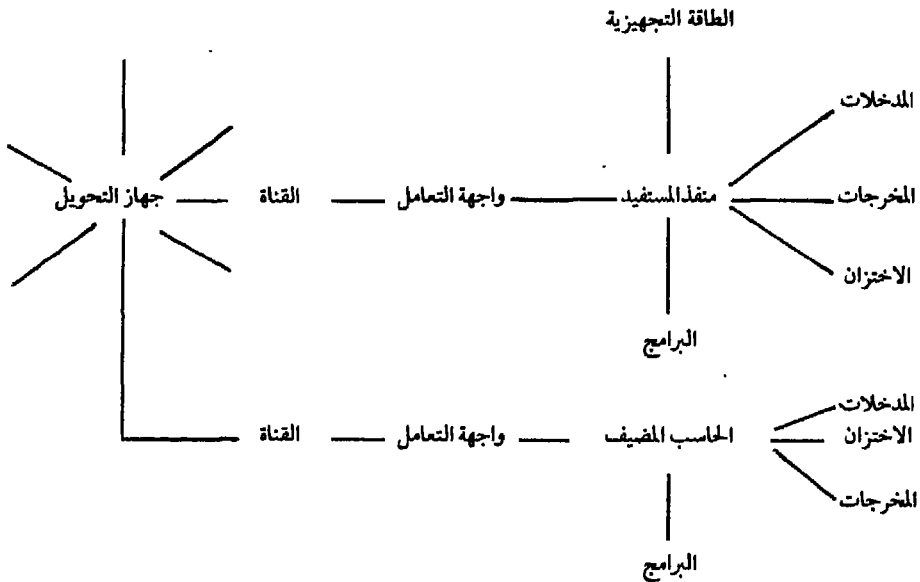 الطاقة التجهيزية
المدخلات
المخرجات
منفذ المستفيد
واجهة التعامل
القناة
جهاز التحويل
الاختزان
البرامج
المدخلات
الاختزان
الحاسب المضيف
واجهة التعامل
القناة
المخرجات
البرامج